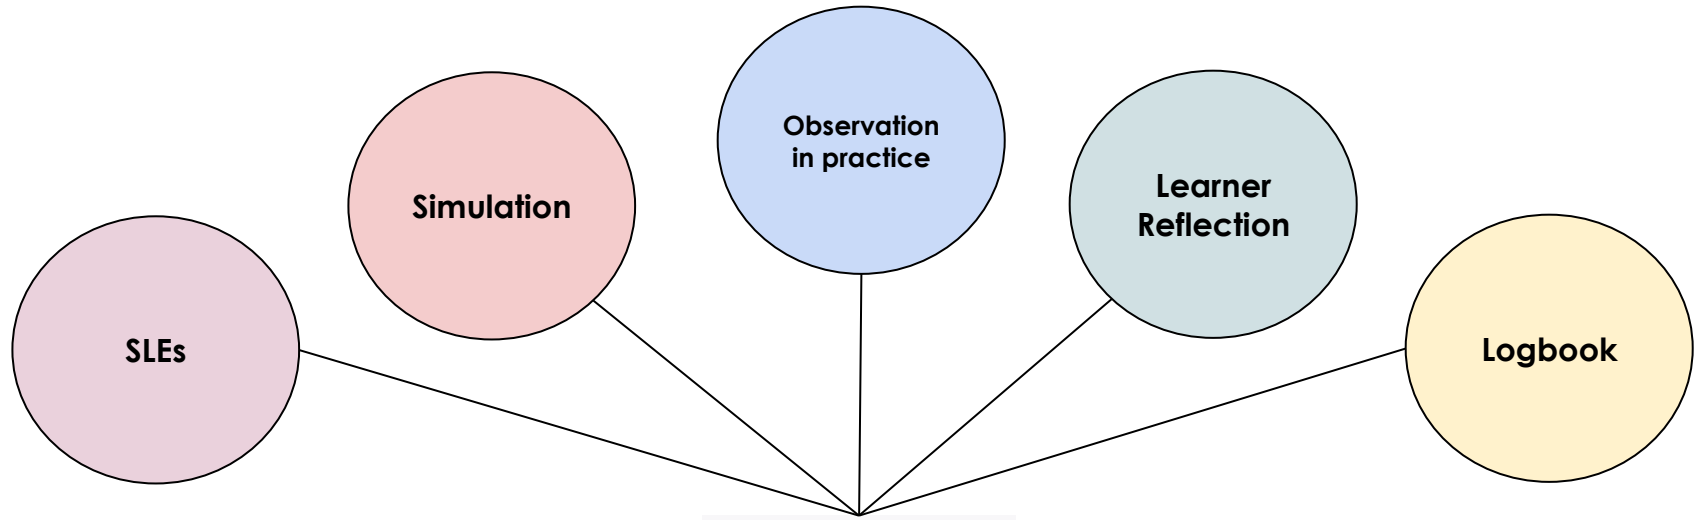 SLEs
Simulation
Observation
in practice
Learner
Reflection
Logbook